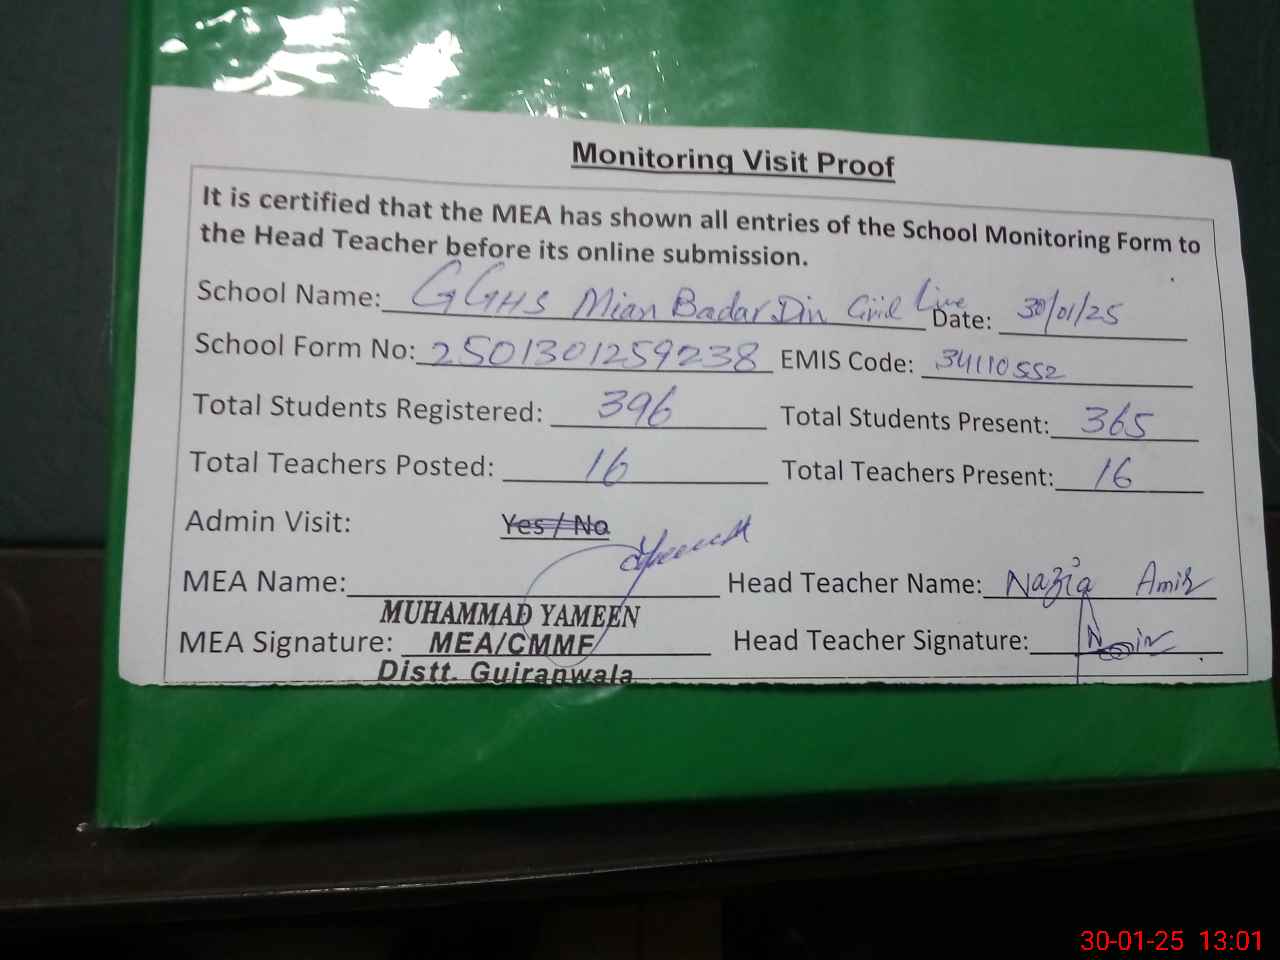 Monitoring Visit Proof
It is certified that the MEA has shown all entries of the School Monitoring Form to
the Head Teacher before its online submission.
School Name: GGHS Mian Badar Din Civil Line Date: 30/01/25
School Form No: 2501301259238 EMIS Code: 34110552
Total Students Registered: 396 Total Students Present: 365
Total Teachers Posted: 16 Total Teachers Present: 16
Admin Visit: Yes / No
MEA Name: Head Teacher Name: Nazia Amir
MUHAMMAD YAMEEN
MEA Signature: MEA/CMMF Head Teacher Signature:
Distt. Gujranwala
30-01-25 13:01